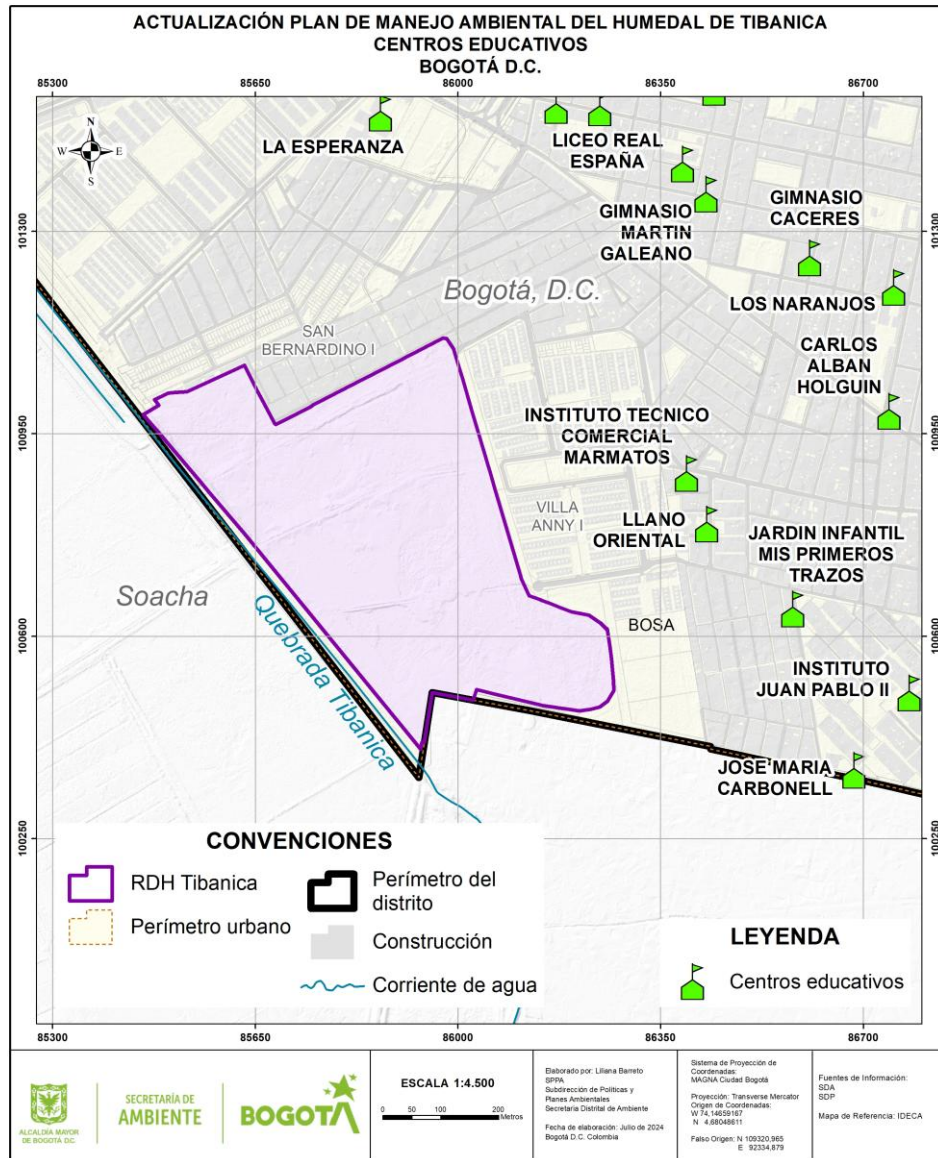 ACTUALIZACIÓN PLAN DE MANEJO AMBIENTAL DEL HUMEDAL DE TIBANICA
CENTROS EDUCATIVOS
BOGOTÁ D.C.
85300
85650
86000
86350
86700
N
W
E
S
LA ESPERANZA
LICEO REAL
ESPAÑA
GIMNASIO
MARTIN
GALEANO
GIMNASIO
CACERES
101300
101300
LOS NARANJOS
Bogotá, D.C.
SAN
BERNARDINO I
CARLOS
ALBAN
HOLGUIN
100950
100950
INSTITUTO TECNICO
COMERCIAL
MARMATOS
VILLA
ANNY I
LLANO
ORIENTAL
JARDIN INFANTIL
MIS PRIMEROS
TRAZOS
Soacha
Quebrada Tibanica
BOSA
100600
100600
INSTITUTO
JUAN PABLO II
JOSE MARIA
CARBONELL
100250
100250
CONVENCIONES
RDH Tibanica
Perímetro urbano
Perímetro del
distrito
Construcción
Corriente de agua
LEYENDA
Centros educativos
85300
85650
86000
86350
86700
ALCALDÍA MAYOR
DE BOGOTÁ D.C.
SECRETARÍA DE
AMBIENTE
BOGOTÁ
ESCALA 1:4.500
0 50 100 200
Metros
Elaborado por: Liliana Barreto
SPPA
Subdirección de Políticas y
Planes Ambientales
Secretaria Distrital de Ambiente
Fecha de elaboración: Julio de 2024
Bogotá D.C. Colombia
Sistema de Proyección de
Coordenadas:
MAGNA Ciudad Bogotá
Proyección: Transverse Mercator
Origen de Coordenadas:
W 74,14659167
N 4,68048611
Falso Origen: N 109320,965
E 92334,879
Fuentes de Información:
SDA
SDP
Mapa de Referencia: IDECA